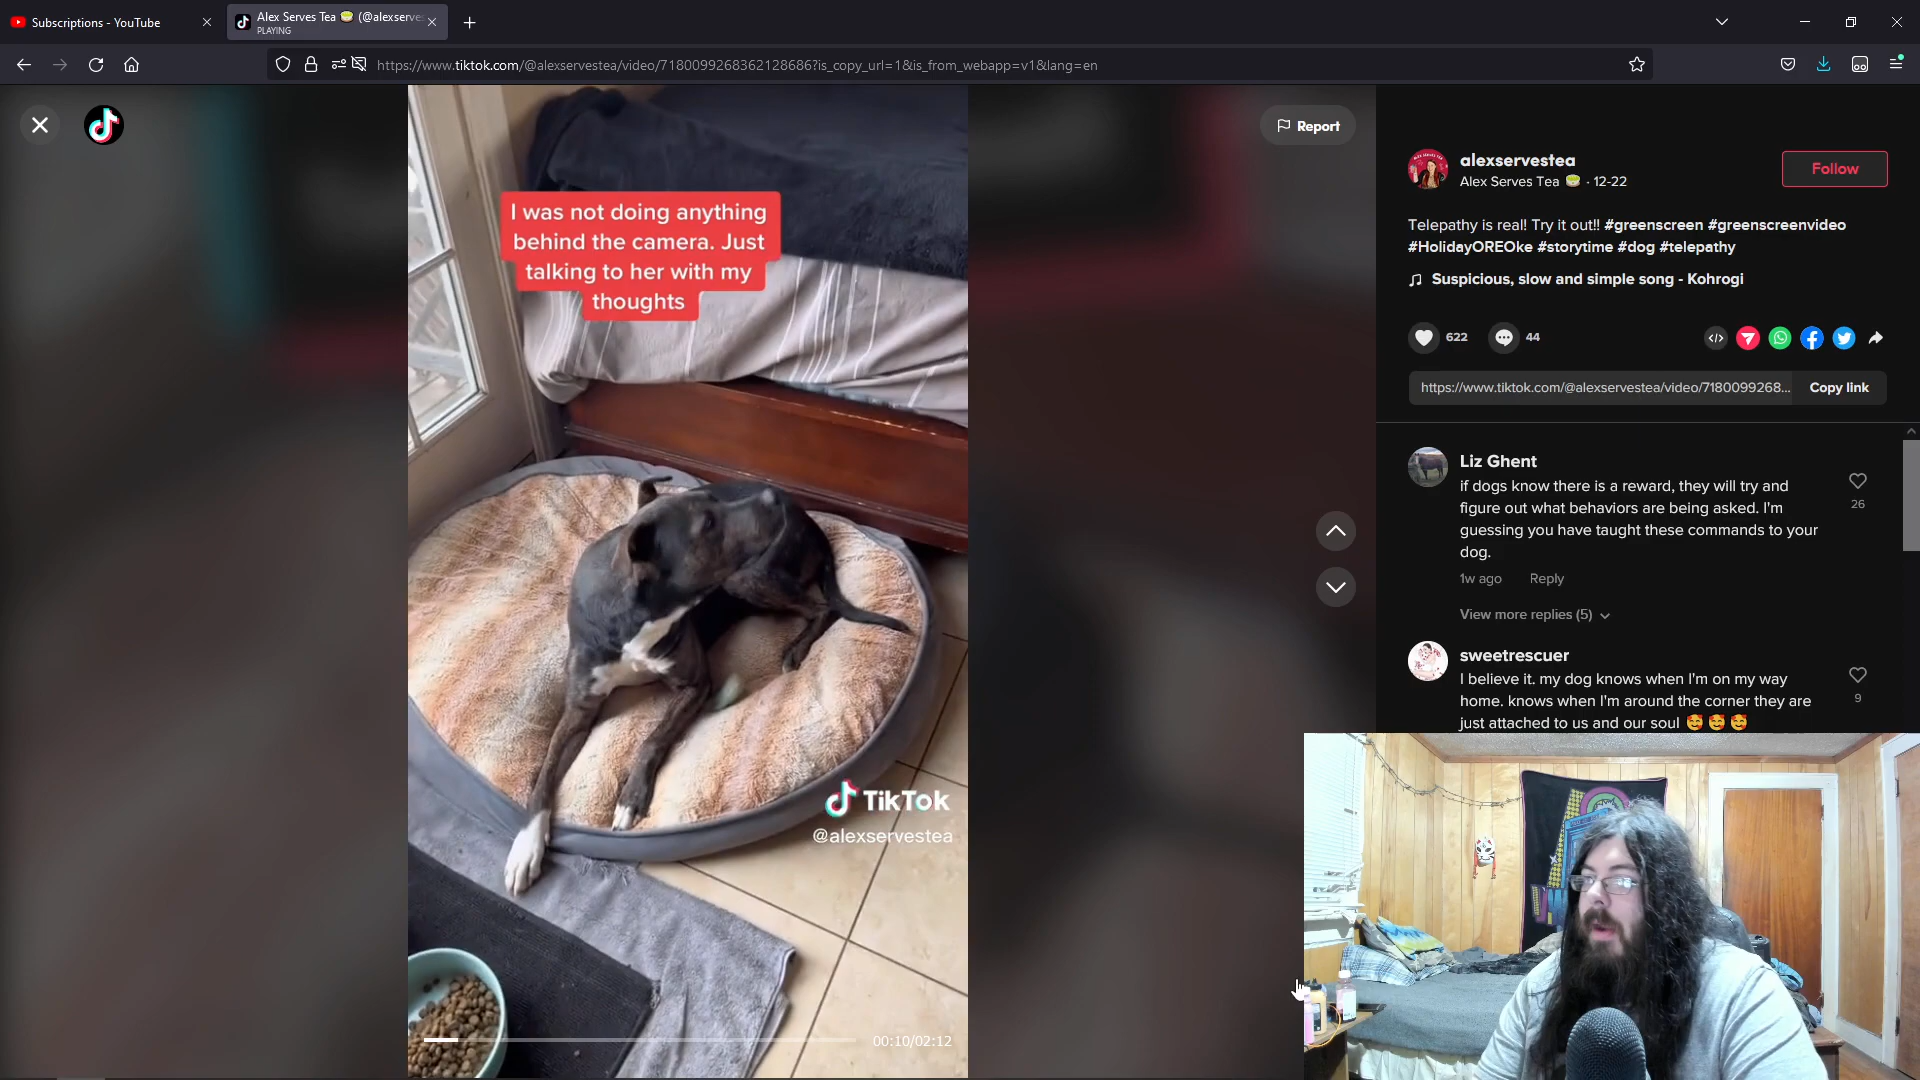 Subscriptions - YouTube
Alex Serves Tea 🍵 (@alexserves
PLAYING
https://www.tiktok.com/@alexservestea/video/7180099268362128686?is_copy_url=1&is_from_webapp=v1&lang=en
Report
I was not doing anything
behind the camera. Just
talking to her with my
thoughts
TikTok
@alexservestea
00:10/02:12
alexservestea
Alex Serves Tea 🍵 · 12-22
Follow
Telepathy is real! Try it out!! #greenscreen #greenscreenvideo
#HolidayOREOke #storytime #dog #telepathy
Suspicious, slow and simple song - Kohrogi
622
44
https://www.tiktok.com/@alexservestea/video/7180099268...
Copy link
Liz Ghent
if dogs know there is a reward, they will try and
figure out what behaviors are being asked. I'm
guessing you have taught these commands to your
dog.
26
1w ago
Reply
View more replies (5)
sweetrescuer
I believe it. my dog knows when I'm on my way
home. knows when I'm around the corner they are
just attached to us and our soul 🥰 🥰 🥰
9